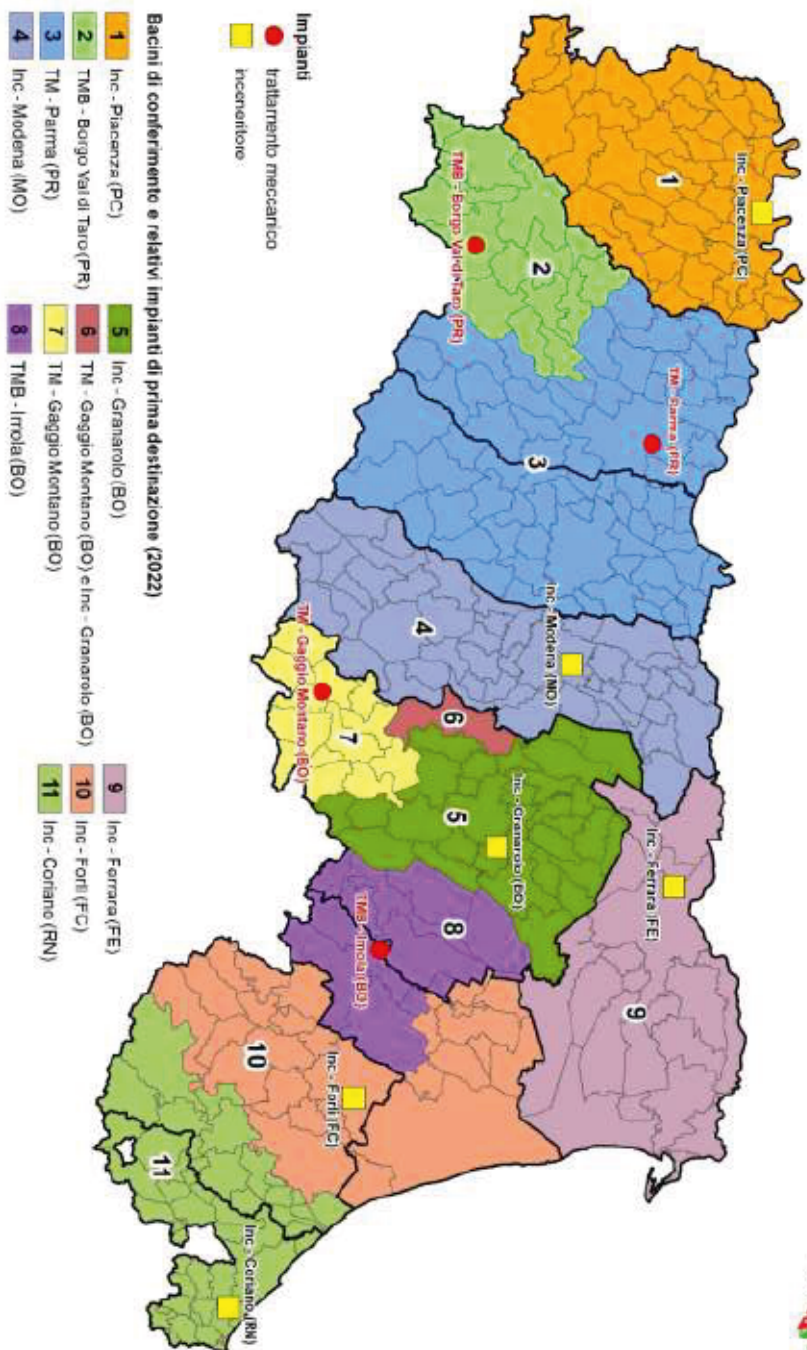 Inc - Piacenza (PC)
1
TMB - Borgo Val di Taro (PR)
2
TM - Parma (PR)
3
Inc - Modena (MO)
4
TM - Gaggio Montano (BO)
7
6
Inc - Granarolo (BO)
5
Inc - Ferrara (FE)
9
TMB - Imola (BO)
8
Inc - Forlì (FC)
10
11
Inc - Coriano (RN)
Impianti
trattamento meccanico
inceneritore
Bacini di conferimento e relativi impianti di prima destinazione (2022)
1 Inc - Piacenza (PC)
2 TMB - Borgo Val di Taro (PR)
3 TM - Parma (PR)
4 Inc - Modena (MO)
5 Inc - Granarolo (BO)
6 TM - Gaggio Montano (BO) e Inc - Granarolo (BO)
7 TM - Gaggio Montano (BO)
8 TMB - Imola (BO)
9 Inc - Ferrara (FE)
10 Inc - Forlì (FC)
11 Inc - Coriano (RN)